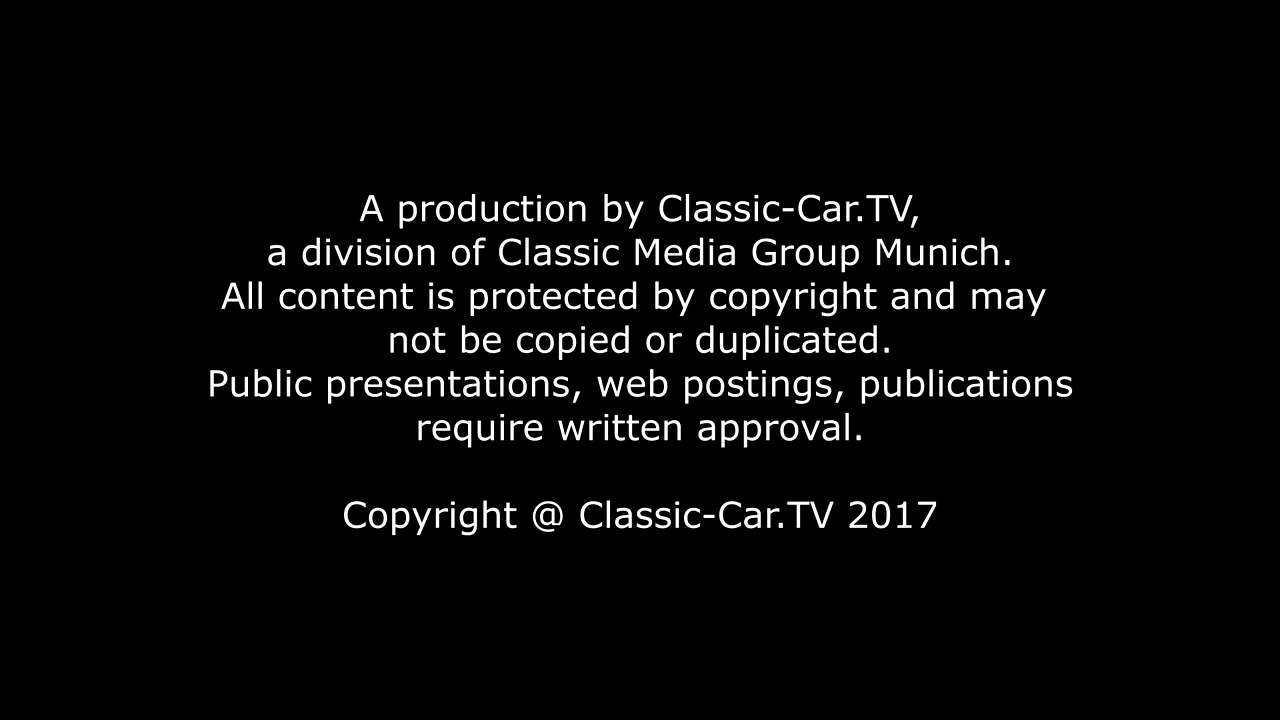 A production by Classic-Car.TV,
a division of Classic Media Group Munich.
All content is protected by copyright and may
not be copied or duplicated.
Public presentations, web postings, publications
require written approval.
Copyright @ Classic-Car.TV 2017